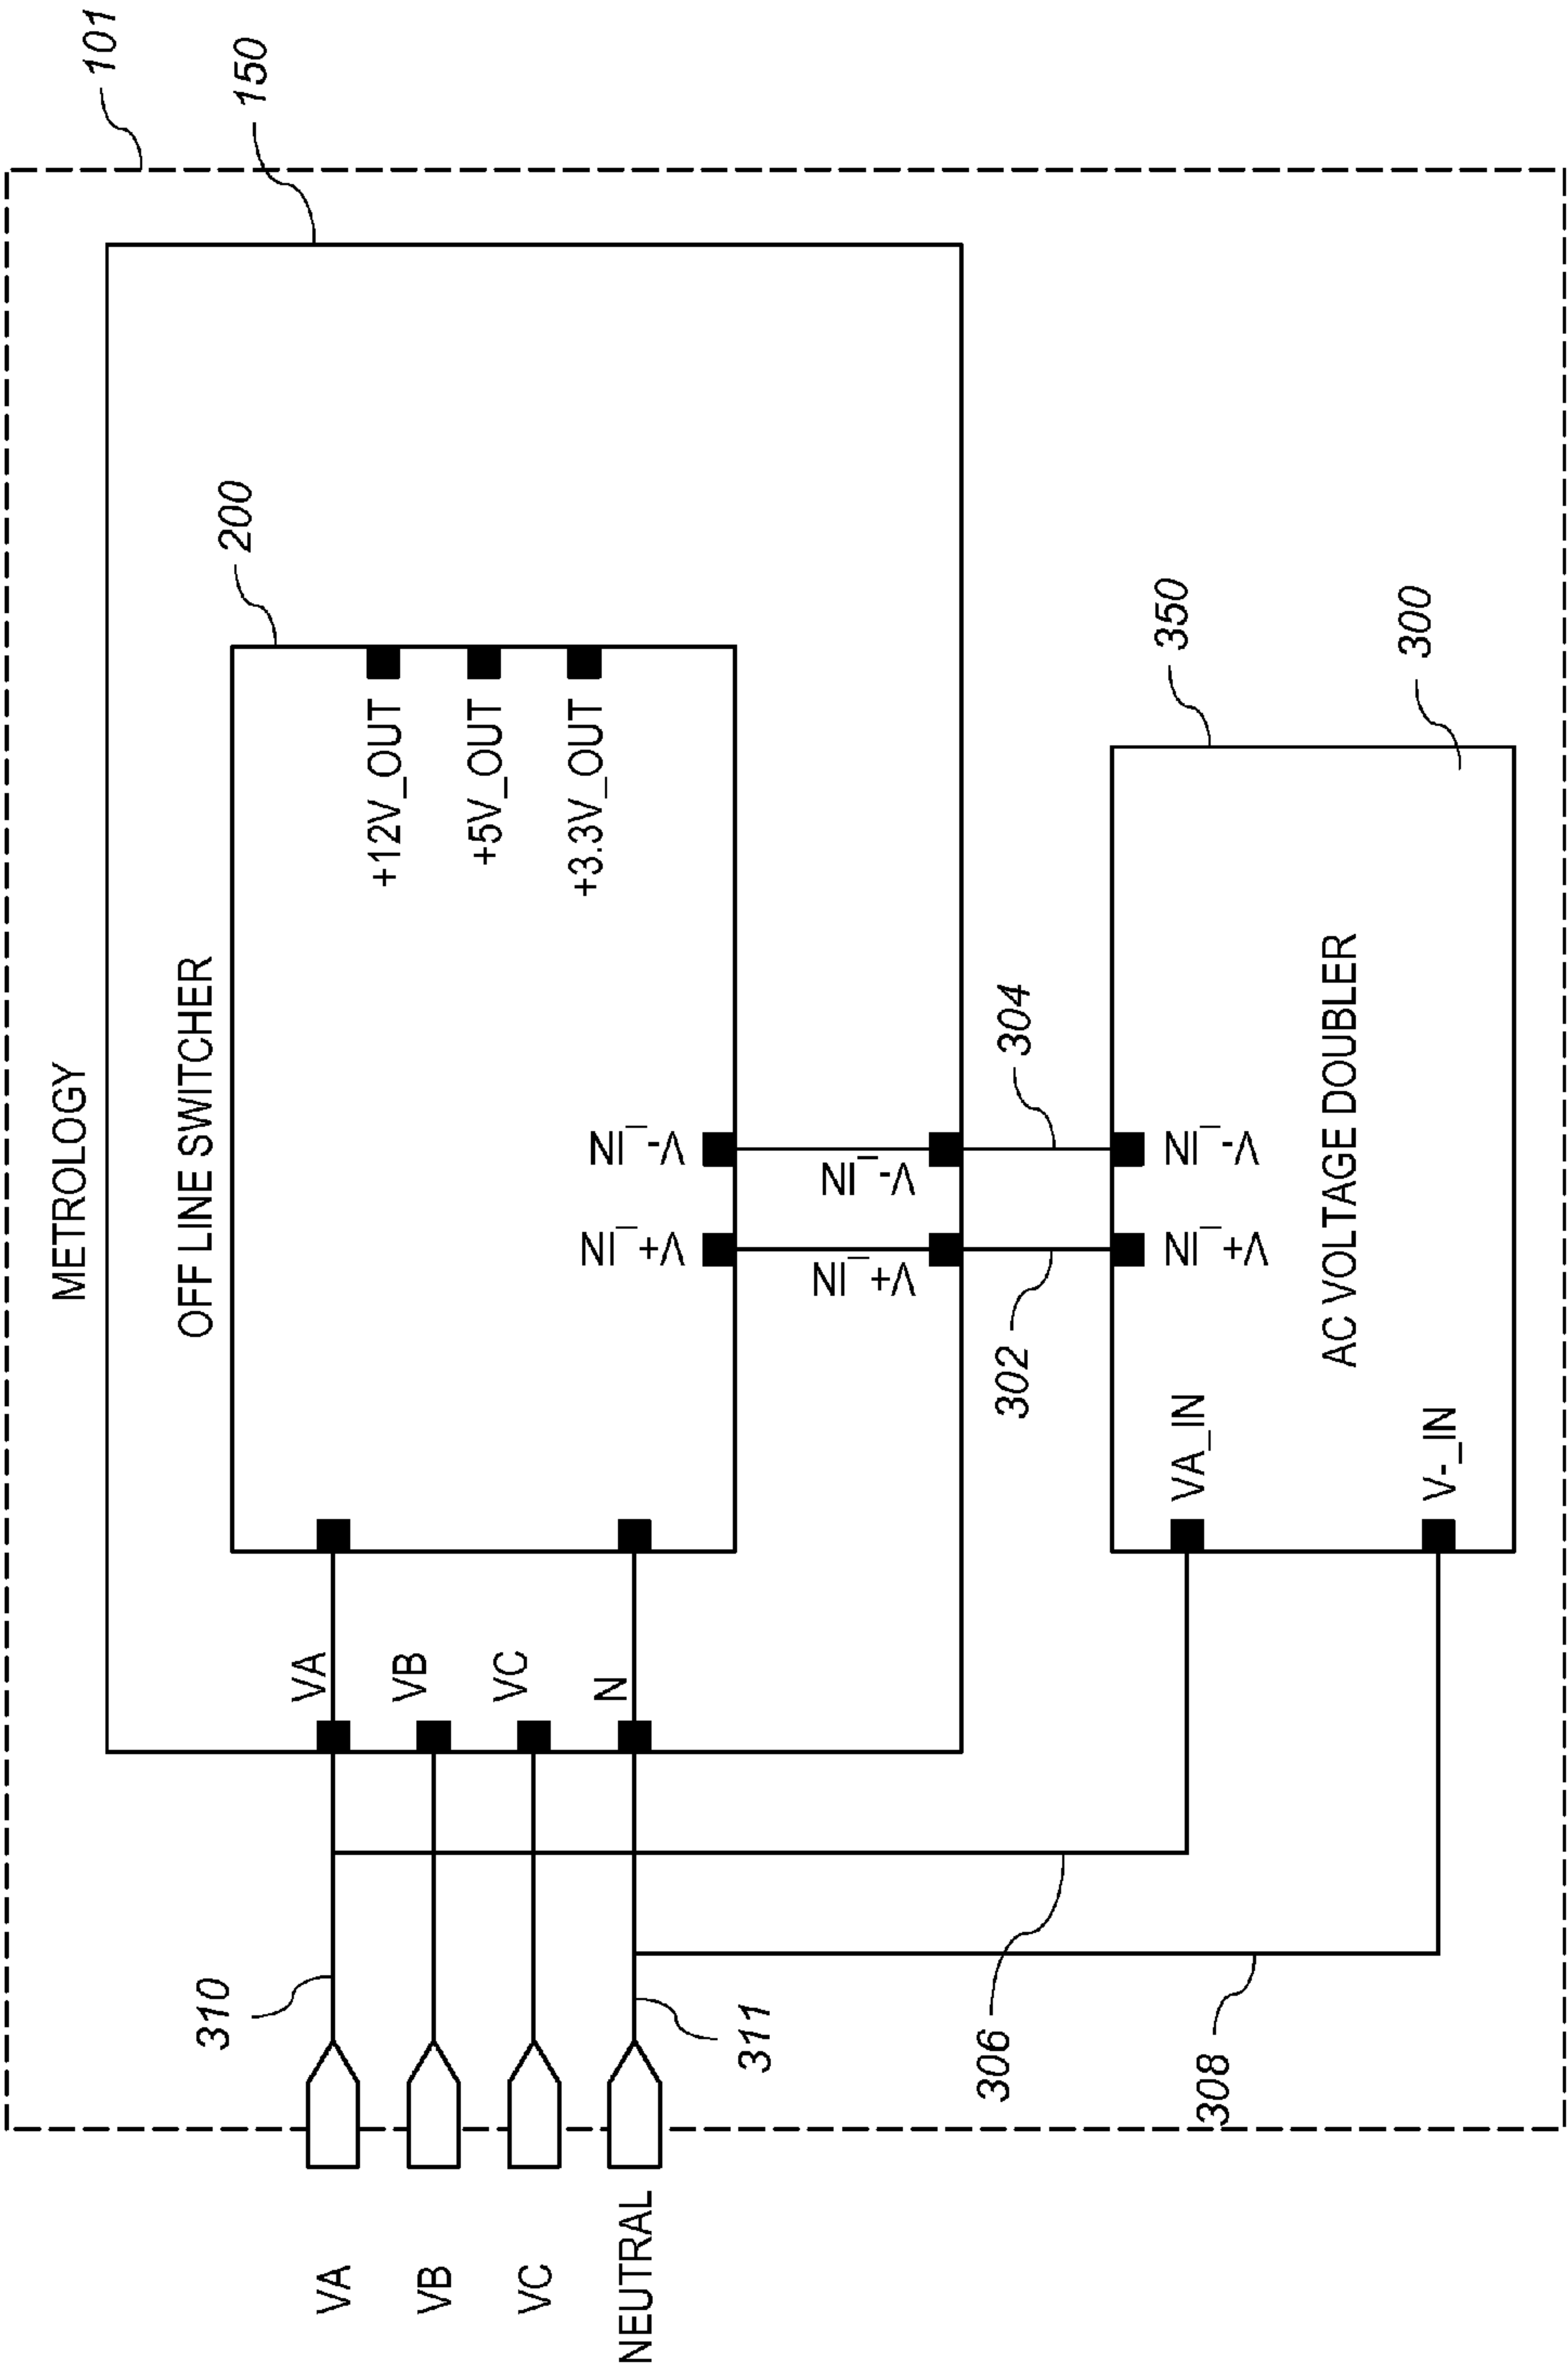 101
150
METROLOGY
OFF LINE SWITCHER
200
+12V_OUT
+5V_OUT
+3.3V_OUT
VA
VA
VB
VB
VC
VC
NEUTRAL
N
310
311
V+_IN
V-_IN
V+_IN
V-_IN
302
304
V+_IN
V-_IN
350
VA_IN
AC VOLTAGE DOUBLER
V-_IN
300
306
308